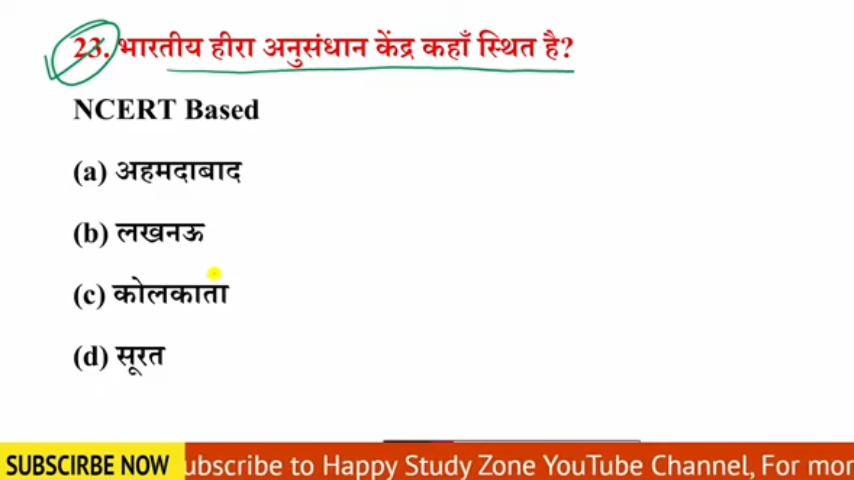 23. भारतीय हीरा अनुसंधान केंद्र कहाँ स्थित है?
NCERT Based
(a) अहमदाबाद
(b) लखनऊ
(c) कोलकाता
(d) सूरत
SUBSCIRBE NOW ubscribe to Happy Study Zone YouTube Channel, For mor